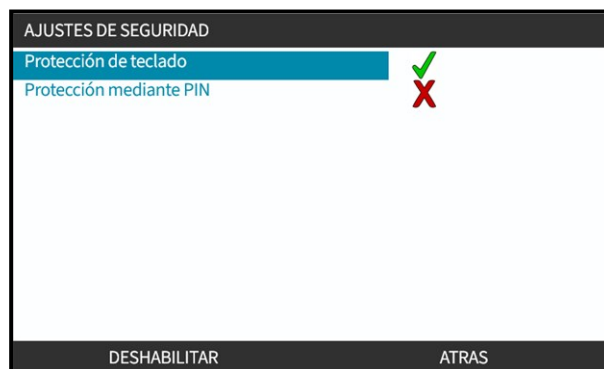 AJUSTES DE SEGURIDAD
Protección de teclado
Protección mediante PIN
DESHABILITAR ATRAS